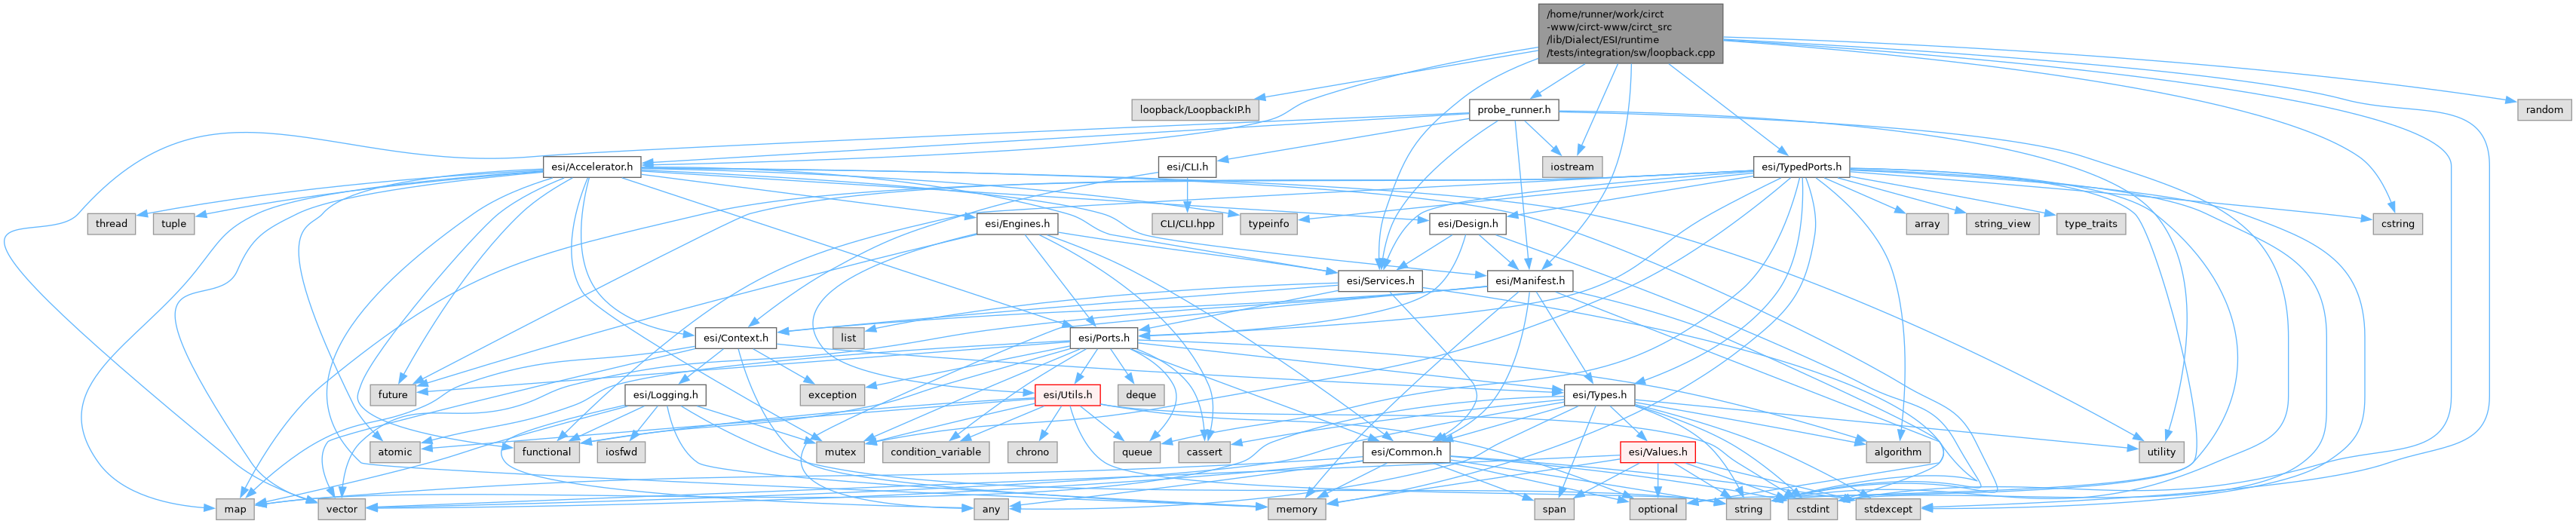 /home/runner/work/circt
-www/circt-www/circt_src
/lib/Dialect/ESI/runtime
/tests/integration/sw/loopback.cpp
loopback/LoopbackIP.h
probe_runner.h
random
esi/Accelerator.h
esi/CLI.h
iostream
esi/TypedPorts.h
thread
tuple
esi/Engines.h
CLI/CLI.hpp
typeinfo
esi/Design.h
array
string_view
type_traits
cstring
esi/Services.h
esi/Manifest.h
esi/Context.h
list
esi/Ports.h
future
esi/Logging.h
exception
esi/Utils.h
deque
esi/Types.h
atomic
functional
iosfwd
mutex
condition_variable
chrono
queue
cassert
esi/Common.h
esi/Values.h
algorithm
utility
map
vector
any
memory
span
optional
string
cstdint
stdexcept